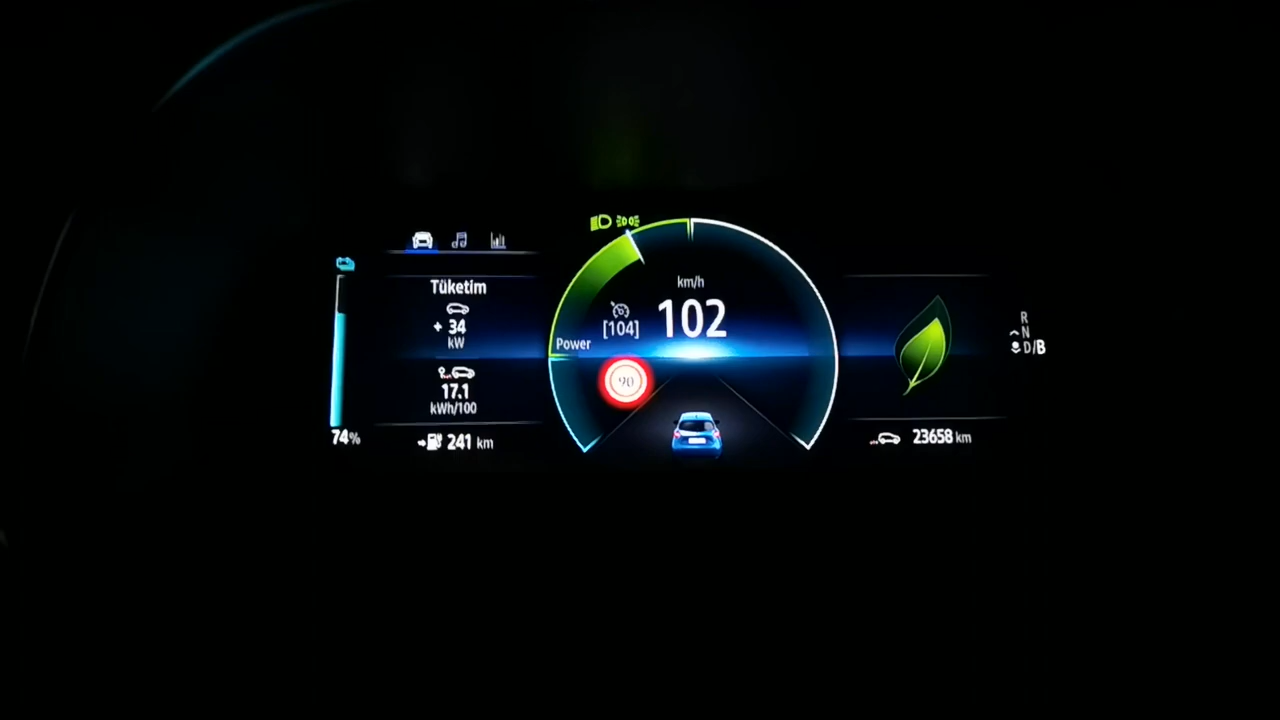 Tüketim
+ 34
kW
17.1
kWh/100
74%
241 km
km/h
102
[104]
Power
90
R
N
D/B
23658 km